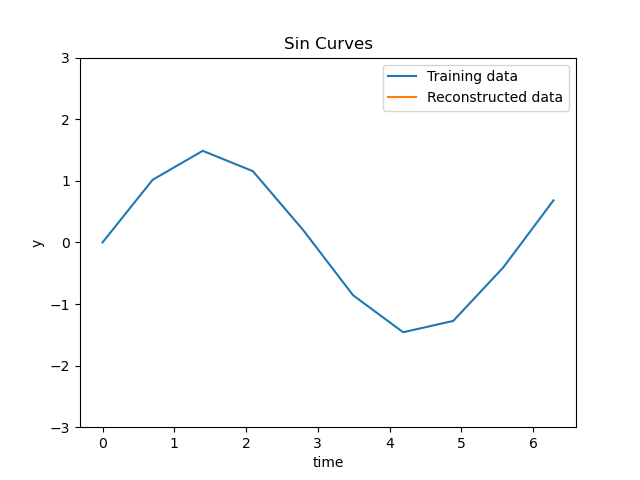 Sin Curves
Training data
Reconstructed data
3
2
1
0
−1
−2
−3
y
0 1 2 3 4 5 6
time